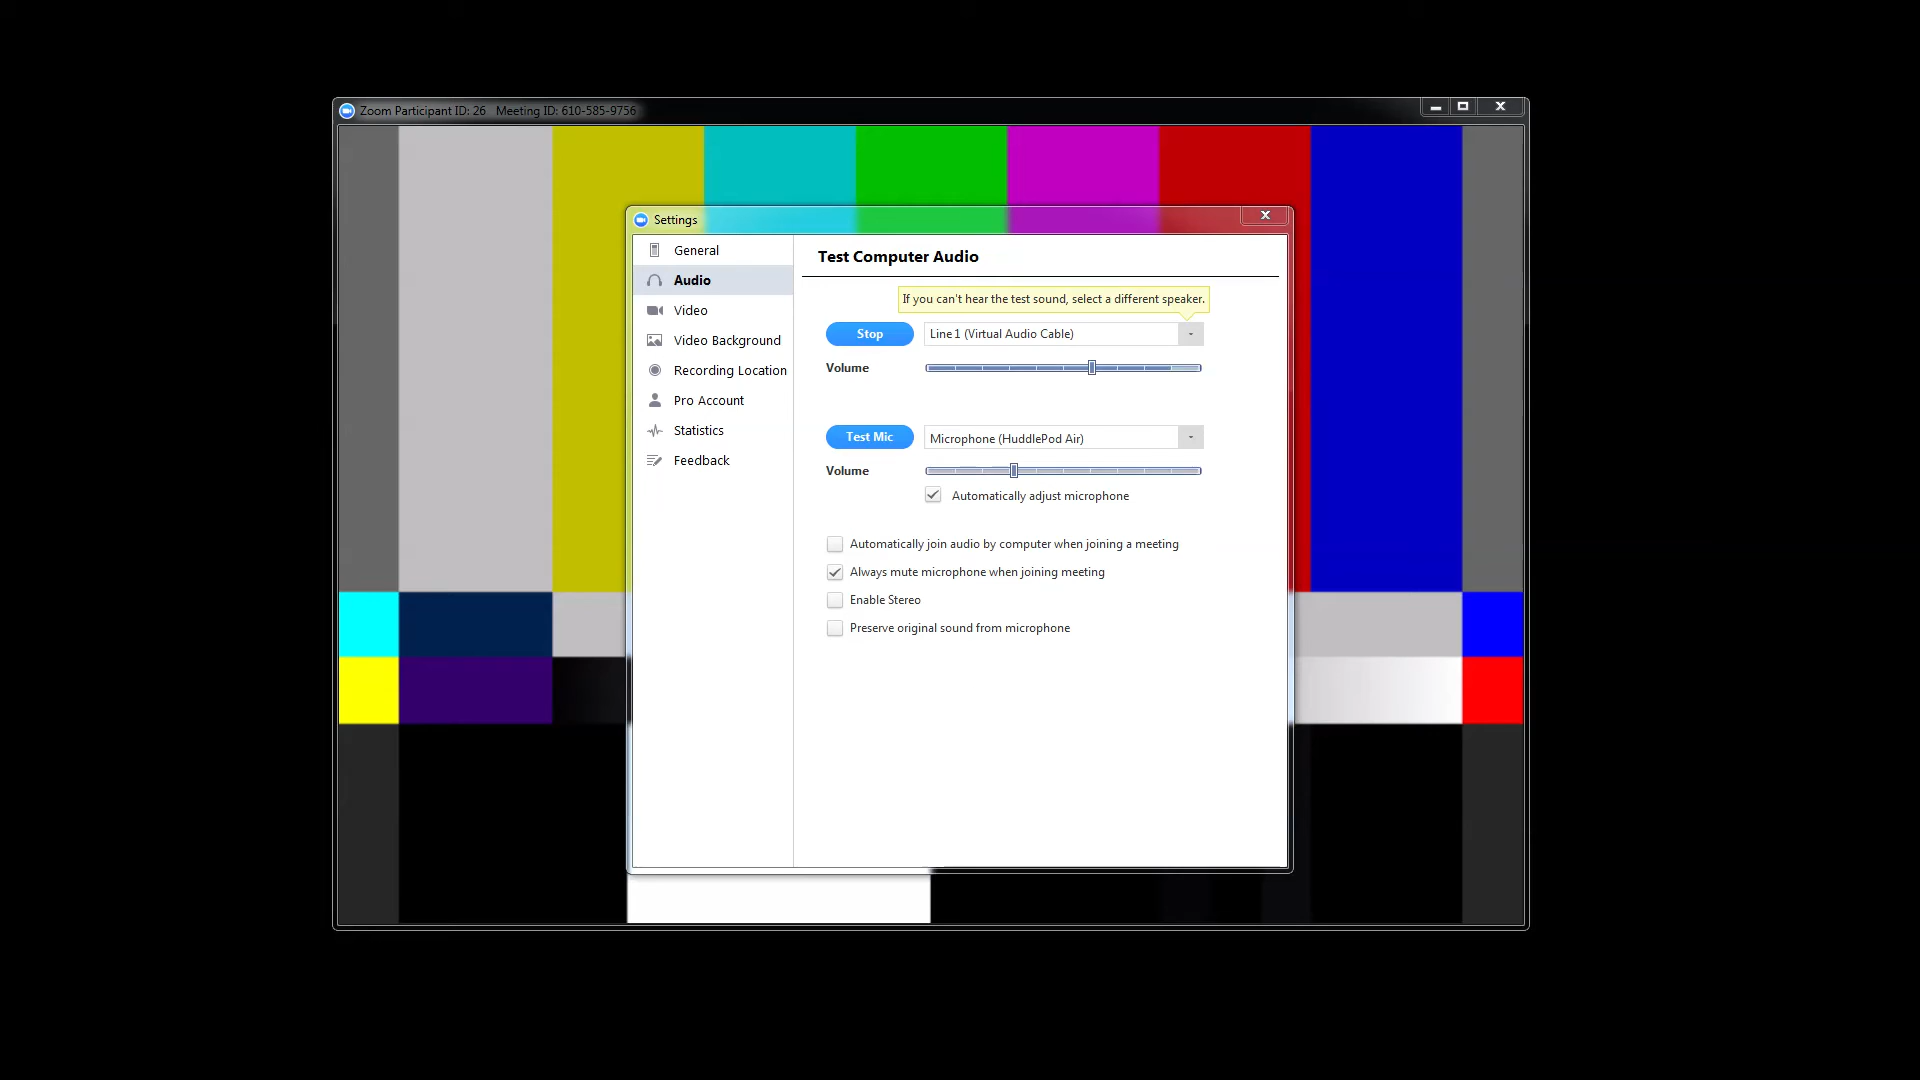 Zoom Participant ID: 26 Meeting ID: 610-585-9756
Settings
General
Audio
Video
Video Background
Recording Location
Pro Account
Statistics
Feedback
Test Computer Audio
If you can't hear the test sound, select a different speaker.
Stop
Line 1 (Virtual Audio Cable)
Volume
Test Mic
Microphone (HuddlePod Air)
Volume
Automatically adjust microphone
Automatically join audio by computer when joining a meeting
Always mute microphone when joining meeting
Enable Stereo
Preserve original sound from microphone